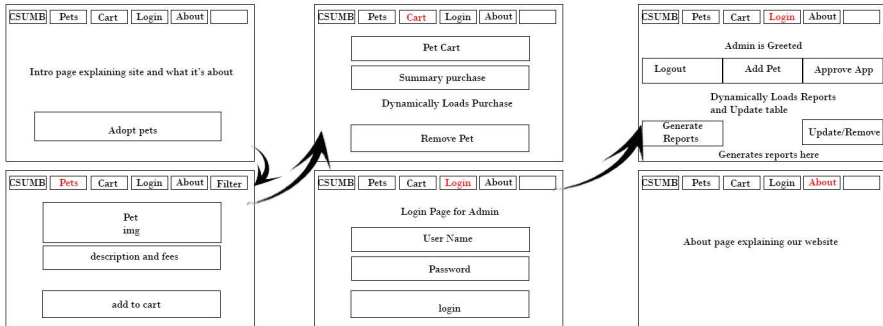 CSUMB Pets Cart Login About
Intro page explaining site and what it's about
Adopt pets
CSUMB Pets Cart Login About
Pet Cart
Summary purchase
Dynamically Loads Purchase
Remove Pet
CSUMB Pets Cart Login About
Admin is Greeted
Logout Add Pet Approve App
Dynamically Loads Reports
and Update table
Generate
Reports
Update/Remove
Generates reports here
CSUMB Pets Cart Login About Filter
Pet
img
description and fees
add to cart
CSUMB Pets Cart Login About
Login Page for Admin
User Name
Password
login
CSUMB Pets Cart Login About
About page explaining our website